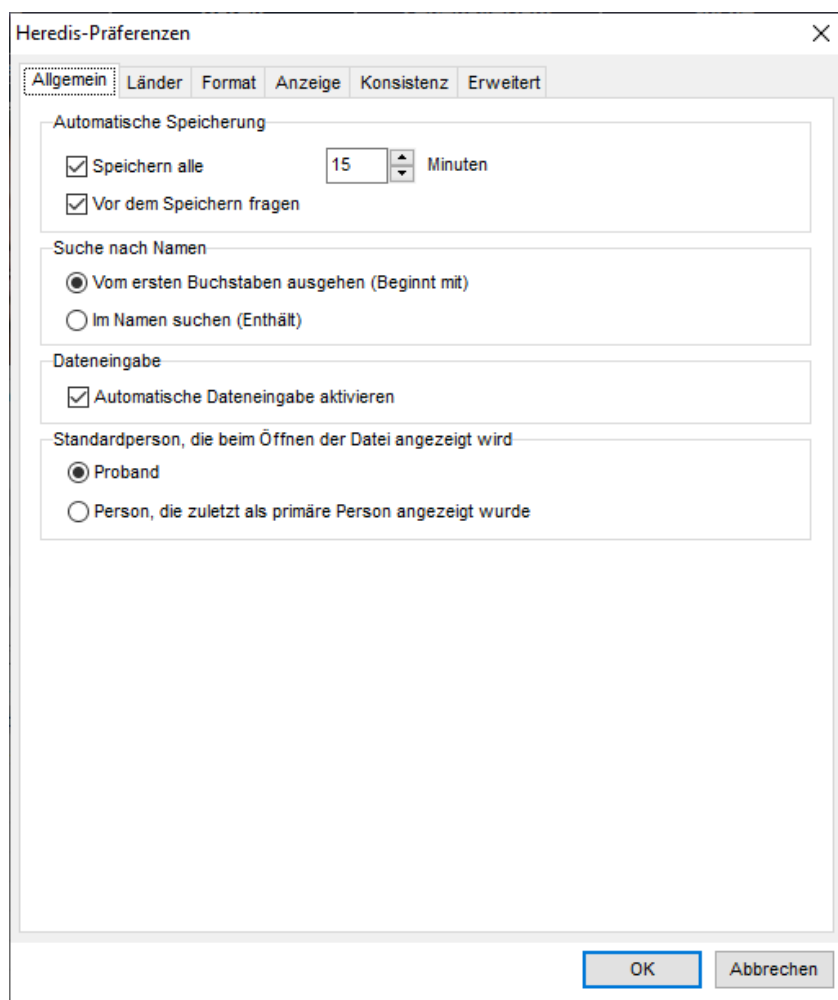 Heredis-Präferenzen
Allgemein Länder Format Anzeige Konsistenz Erweitert
Automatische Speicherung
Speichern alle 15 Minuten
Vor dem Speichern fragen
Suche nach Namen
Vom ersten Buchstaben ausgehen (Beginnt mit)
Im Namen suchen (Enthält)
Dateneingabe
Automatische Dateneingabe aktivieren
Standardperson, die beim Öffnen der Datei angezeigt wird
Proband
Person, die zuletzt als primäre Person angezeigt wurde
OK Abbrechen